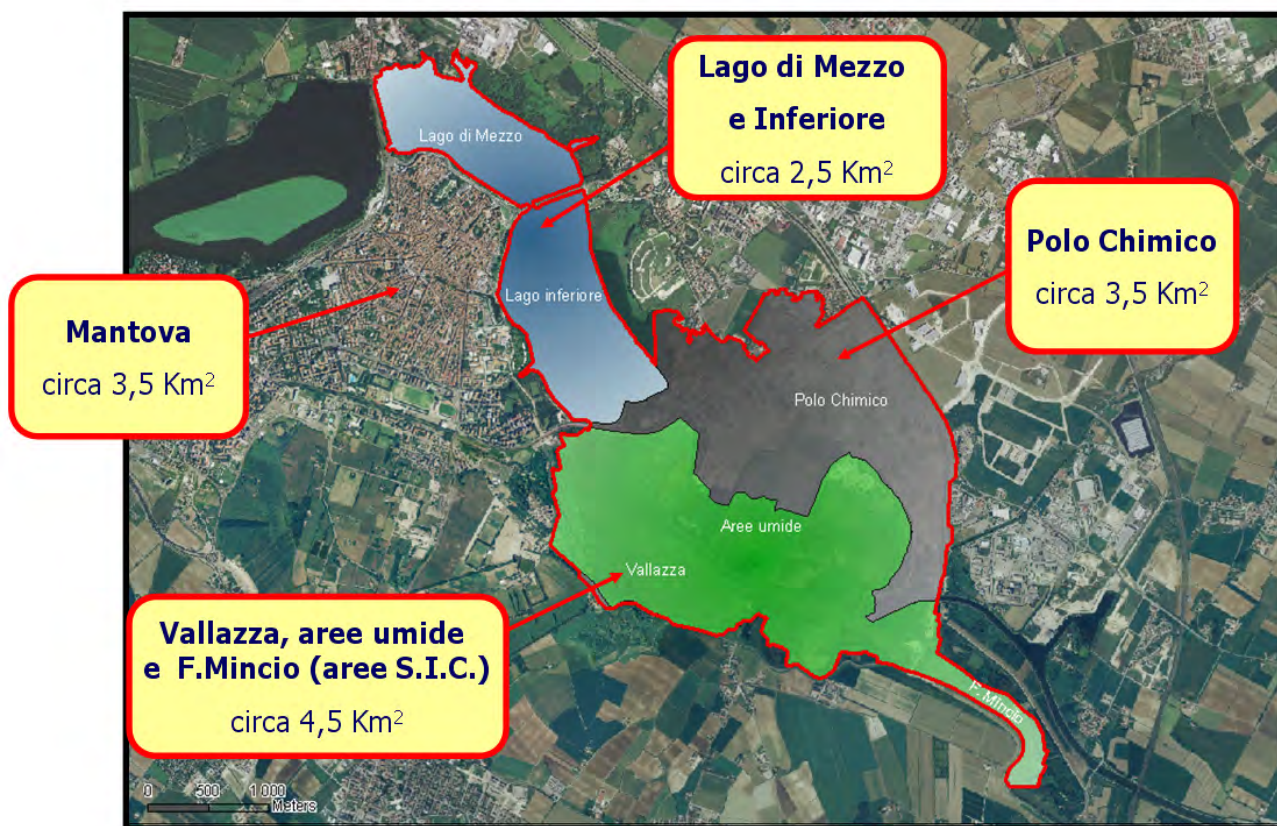 Lago di Mezzo
e Inferiore
circa 2,5 Km²
Lago di Mezzo
Polo Chimico
circa 3,5 Km²
Mantova
circa 3,5 Km²
Lago inferiore
Polo Chimico
Aree umide
Vallazza
Vallazza, aree umide
e F.Mincio (aree S.I.C.)
circa 4,5 Km²
F. Mincio
0 500 1 000
Meters